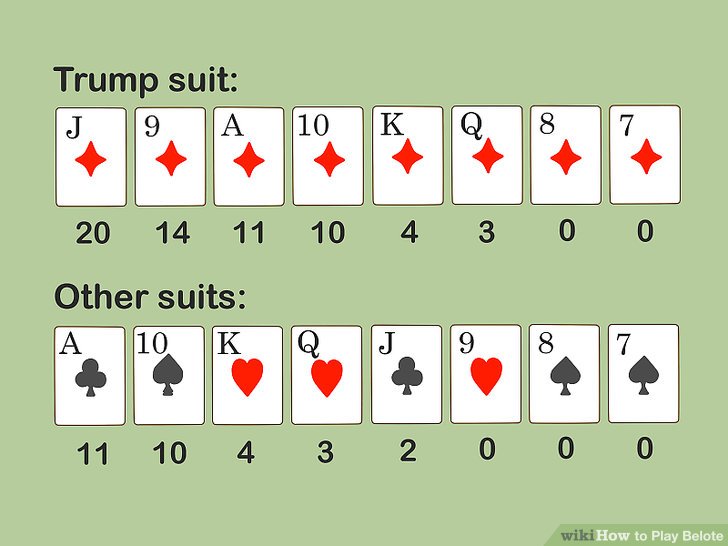 Trump suit:
J 9 A 10 K Q 8 7
20 14 11 10 4 3 0 0
Other suits:
A 10 K Q J 9 8 7
11 10 4 3 2 0 0 0
wikiHow to Play Belote